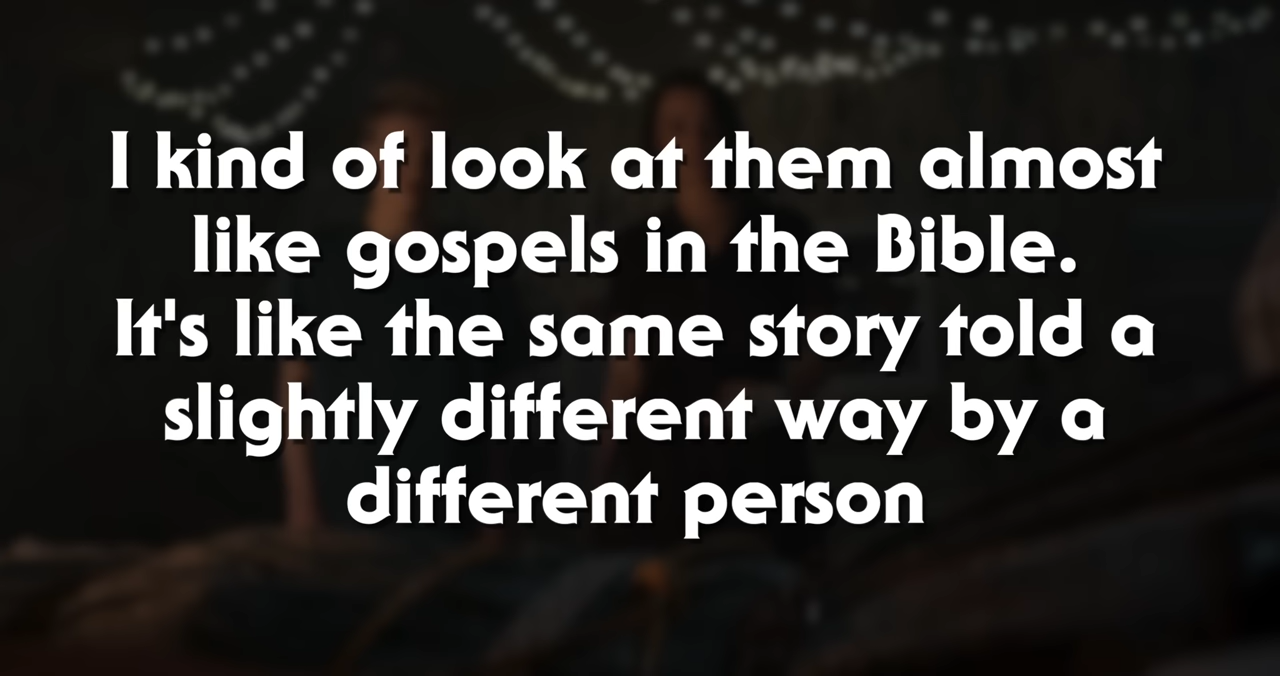 I kind of look at them almost
like gospels in the Bible.
It's like the same story told a
slightly different way by a
different person